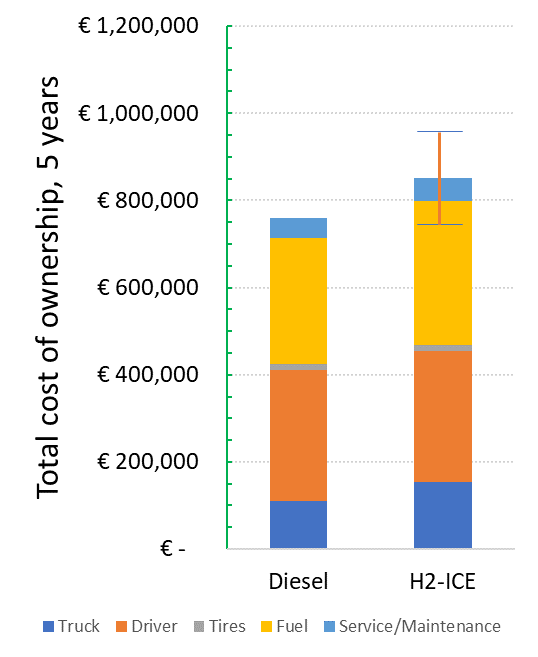 Total cost of ownership, 5 years
€ 1,200,000
€ 1,000,000
€ 800,000
€ 600,000
€ 400,000
€ 200,000
€ -
Diesel H2-ICE
Truck Driver Tires Fuel Service/Maintenance